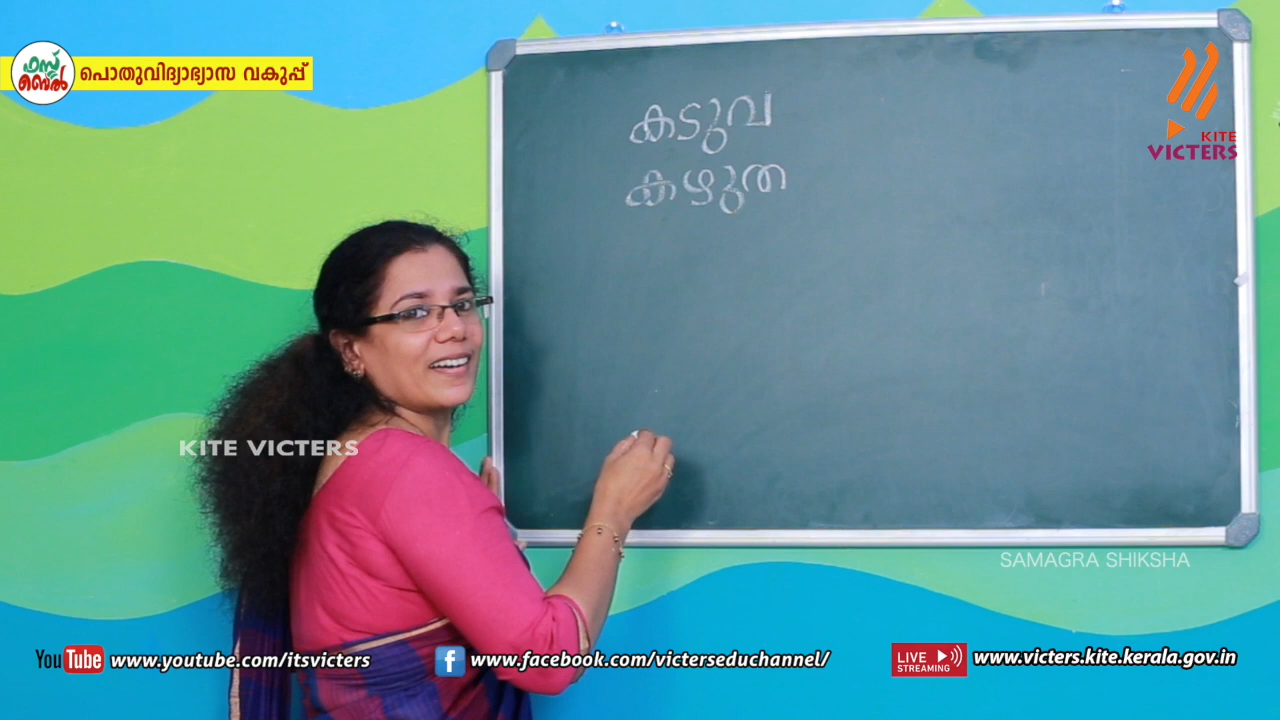 ഫസ്റ്റ്
ബെൽ
പൊതുവിദ്യാഭ്യാസ വകുപ്പ്
കടുവ
കഴുത
KITE
VICTERS
KITE VICTERS
SAMAGRA SHIKSHA
YouTube www.youtube.com/itsvicters
f www.facebook.com/victerseduchannel/
LIVE
STREAMING
www.victers.kite.kerala.gov.in